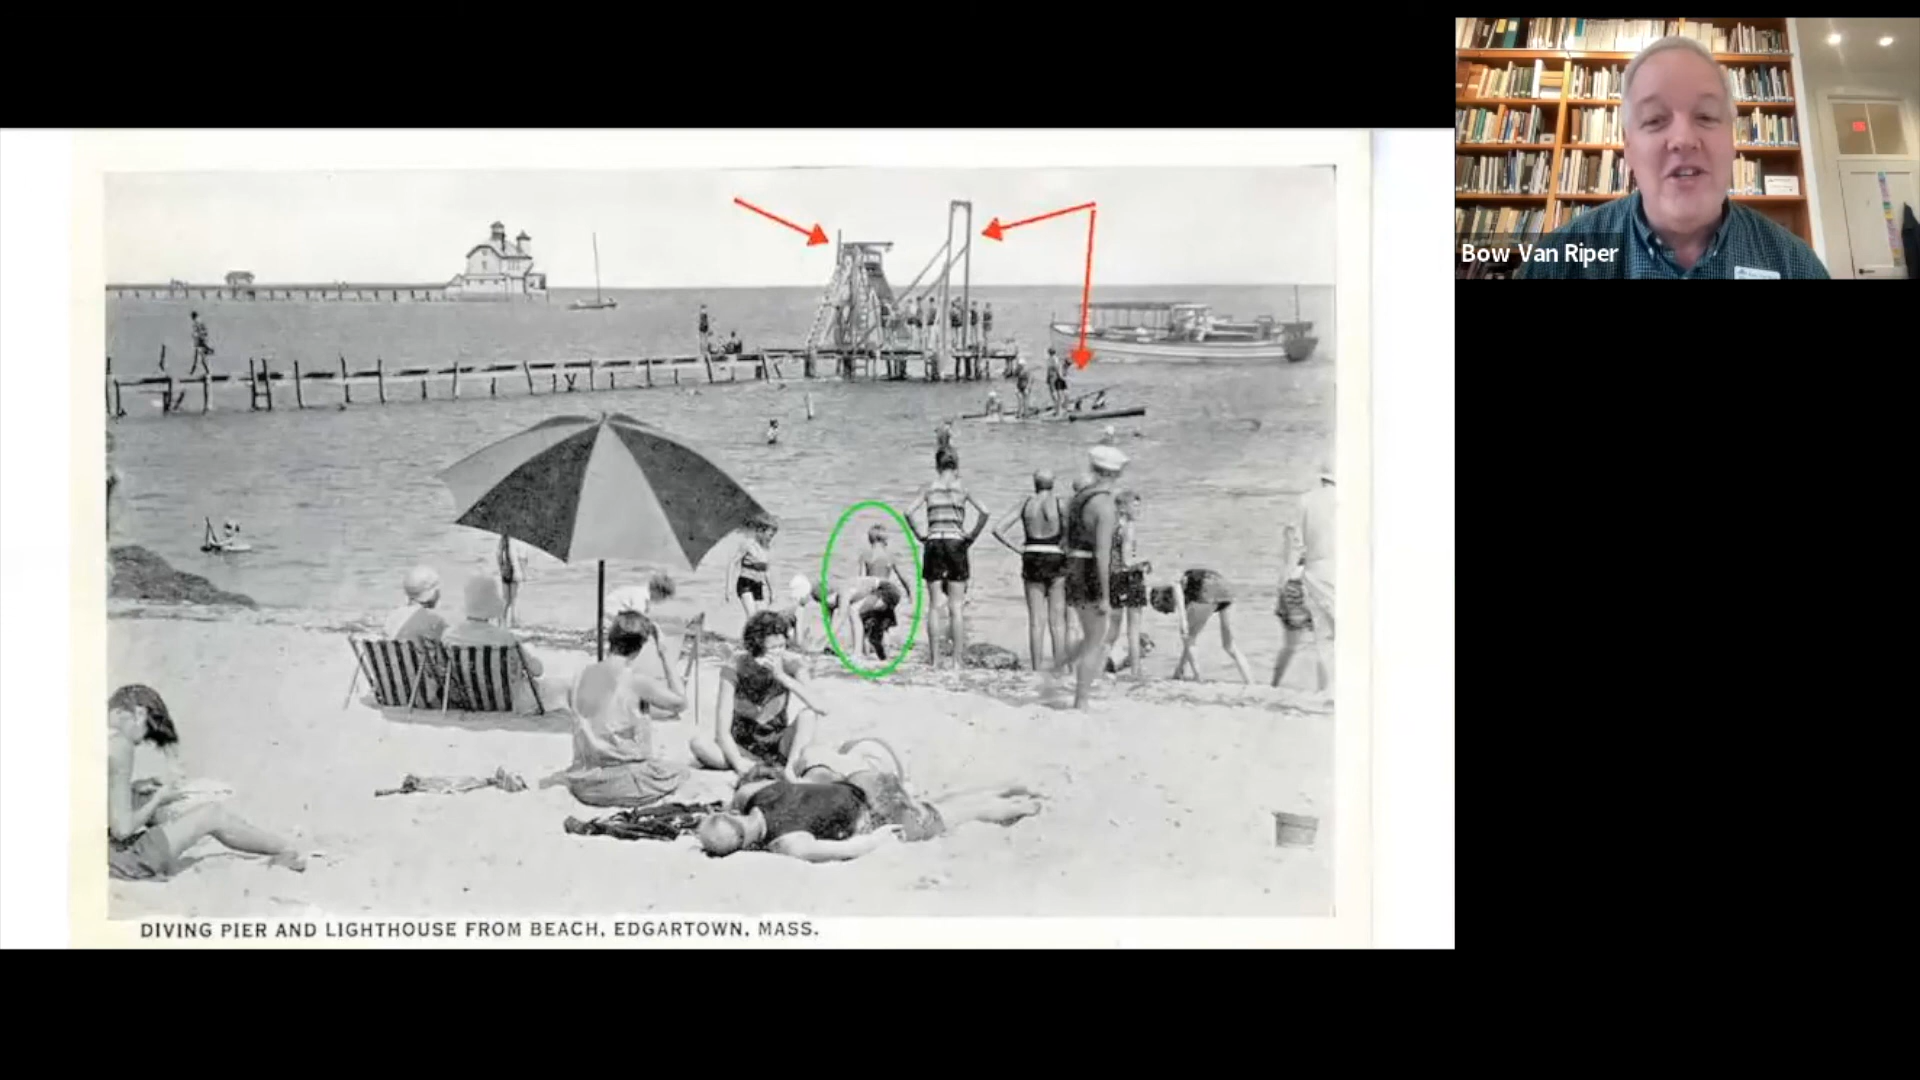 Bow Van Riper
DIVING PIER AND LIGHTHOUSE FROM BEACH, EDGARTOWN, MASS.